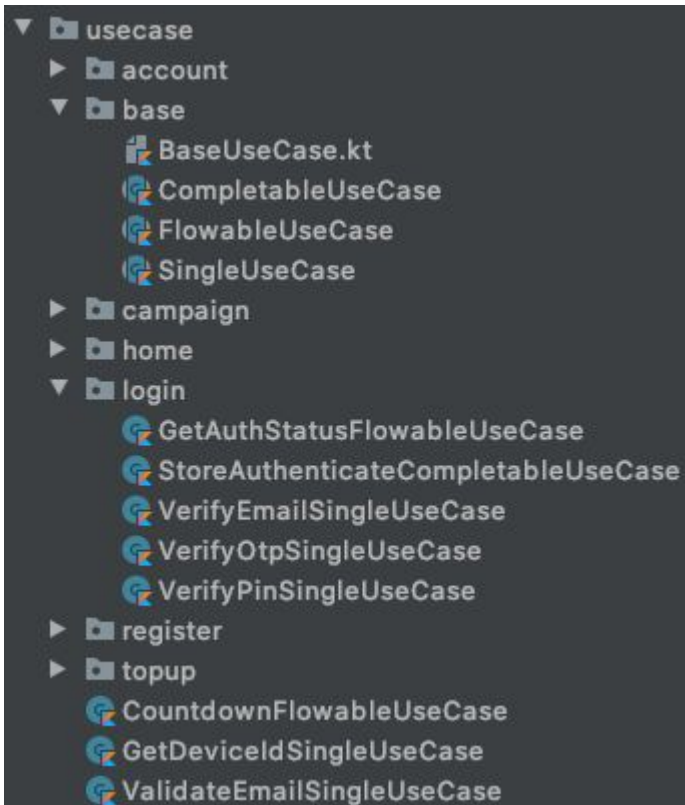 usecase
account
base
BaseUseCase.kt
CompletableUseCase
FlowableUseCase
SingleUseCase
campaign
home
login
GetAuthStatusFlowableUseCase
StoreAuthenticateCompletableUseCase
VerifyEmailSingleUseCase
VerifyOtpSingleUseCase
VerifyPinSingleUseCase
register
topup
CountdownFlowableUseCase
GetDeviceIdSingleUseCase
ValidateEmailSingleUseCase